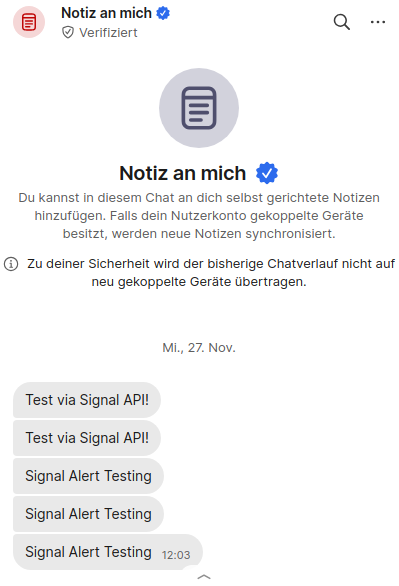 Notiz an mich
Verifiziert
Notiz an mich
Du kannst in diesem Chat an dich selbst gerichtete Notizen
hinzufügen. Falls dein Nutzerkonto gekoppelte Geräte
besitzt, werden neue Notizen synchronisiert.
Zu deiner Sicherheit wird der bisherige Chatverlauf nicht auf
neu gekoppelte Geräte übertragen.
Mi., 27. Nov.
Test via Signal API!
Test via Signal API!
Signal Alert Testing
Signal Alert Testing
Signal Alert Testing 12:03